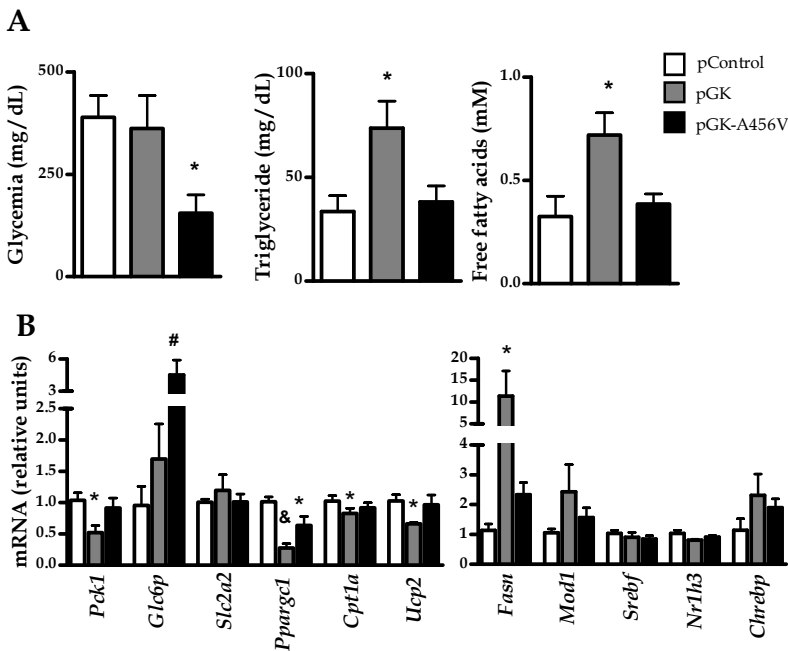 A
Glycemia (mg/dL)
500
250
0
*
Triglyceride (mg/dL)
100
50
0
*
Free fatty acids (mM)
1.0
0.5
0.0
*
pControl
pGK
pGK-A456V
B
mRNA (relative units)
6
3
2.5
2.0
1.5
1.0
0.5
0.0
*
#
&
*
*
*
Pck1
Glc6p
Slc2a2
Ppargc1
Cpt1a
Ucp2
20
15
10
5
4
3
2
1
0
*
Fasn
Mod1
Srebf
Nr1h3
Chrebp